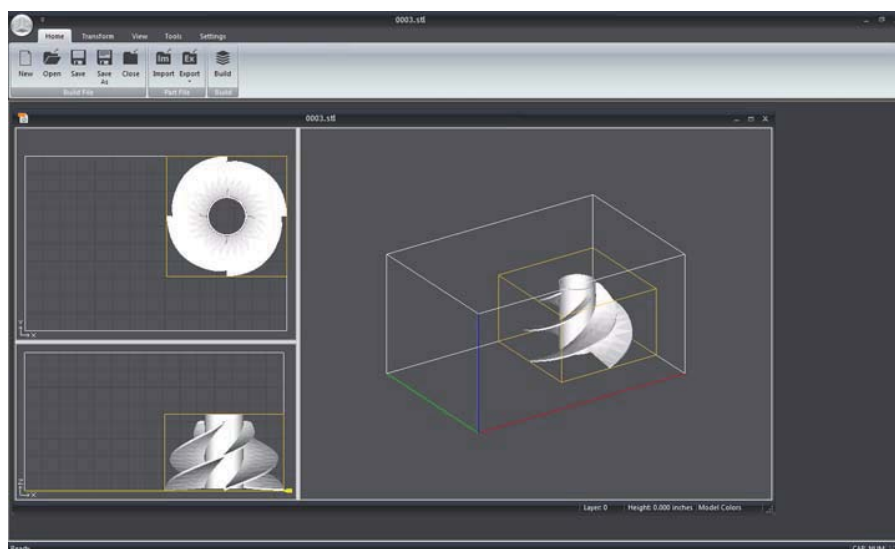 0003.stl
Home Transform View Tools Settings
New Open Save Save As Close Import Export Build
Build File Part File Build
0003.stl
Y
X
Z
X
Layer: 0 Height: 0.000 inches Model Colors
Ready CAP NUM